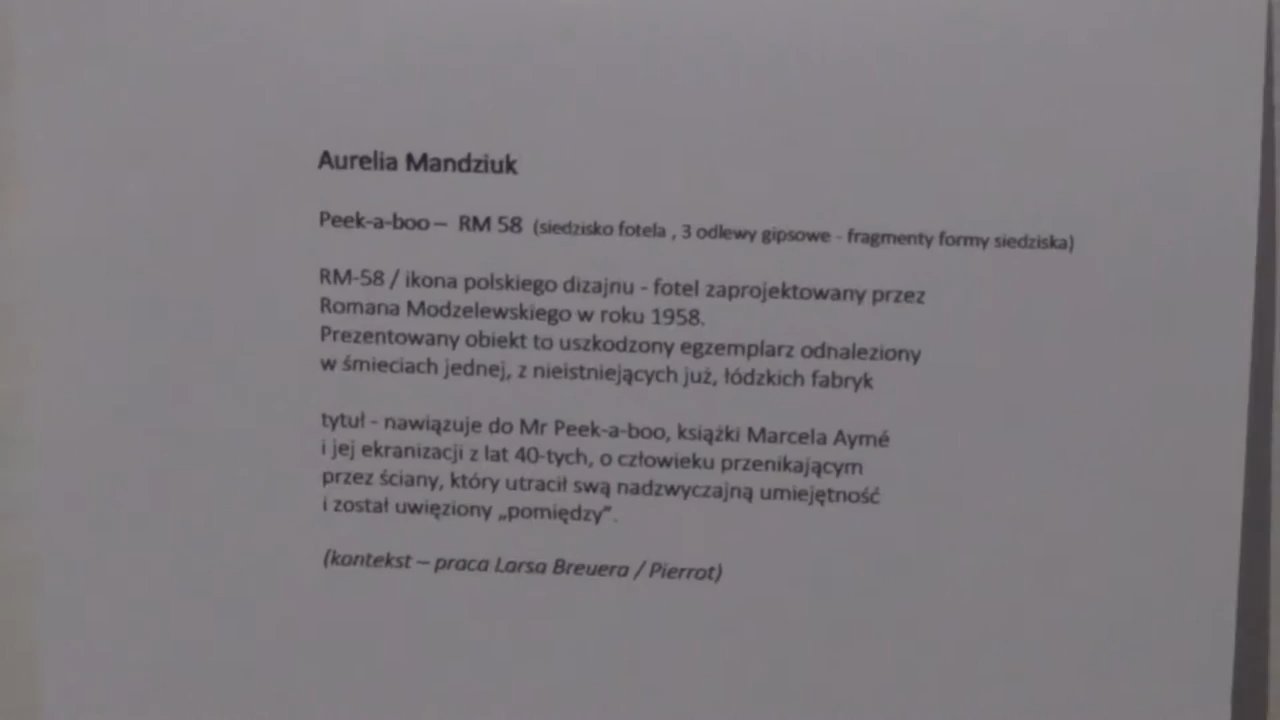 Aurelia Mandziuk
Peek-a-boo – RM 58 (siedzisko fotela , 3 odlewy gipsowe - fragmenty formy siedziska)
RM-58 / ikona polskiego dizajnu - fotel zaprojektowany przez
Romana Modzelewskiego w roku 1958.
Prezentowany obiekt to uszkodzony egzemplarz odnaleziony
w śmieciach jednej, z nieistniejących już, łódzkich fabryk
tytuł - nawiązuje do Mr Peek-a-boo, książki Marcela Aymé
i jej ekranizacji z lat 40-tych, o człowieku przenikającym
przez ściany, który utracił swą nadzwyczajną umiejętność
i został uwięziony „pomiędzy”.
(kontekst – praca Larsa Breuera / Pierrot)